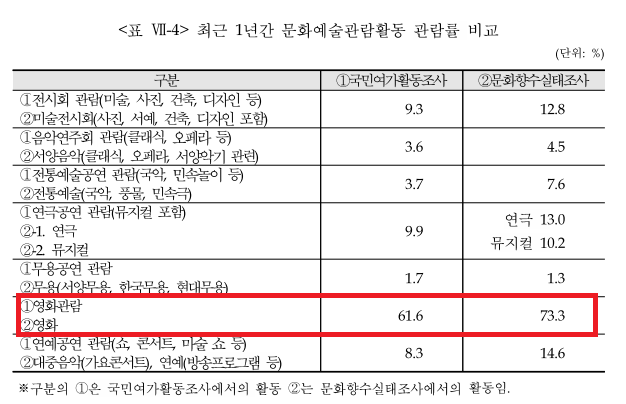 <표 Ⅶ-4> 최근 1년간 문화예술관람활동 관람률 비교
(단위: %)
구분 ①국민여가활동조사 ②문화향수실태조사
①전시회 관람(미술, 사진, 건축, 디자인 등)
②미술전시회(사진, 서예, 건축, 디자인 포함)
9.3 12.8
①음악연주회 관람(클래식, 오페라 등)
②서양음악(클래식, 오페라, 서양악기 관련)
3.6 4.5
①전통예술공연 관람(국악, 민속놀이 등)
②전통예술(국악, 풍물, 민속극)
3.7 7.6
①연극공연 관람(뮤지컬 포함)
②-1. 연극
②-2. 뮤지컬
9.9
연극 13.0
뮤지컬 10.2
①무용공연 관람
②무용(서양무용, 한국무용, 현대무용)
1.7 1.3
①영화관람
②영화
61.6 73.3
①연예공연 관람(쇼, 콘서트, 마술 쇼 등)
②대중음악(가요콘서트), 연예(방송프로그램 등)
8.3 14.6
※구분의 ①은 국민여가활동조사에서의 활동 ②는 문화향수실태조사에서의 활동임.